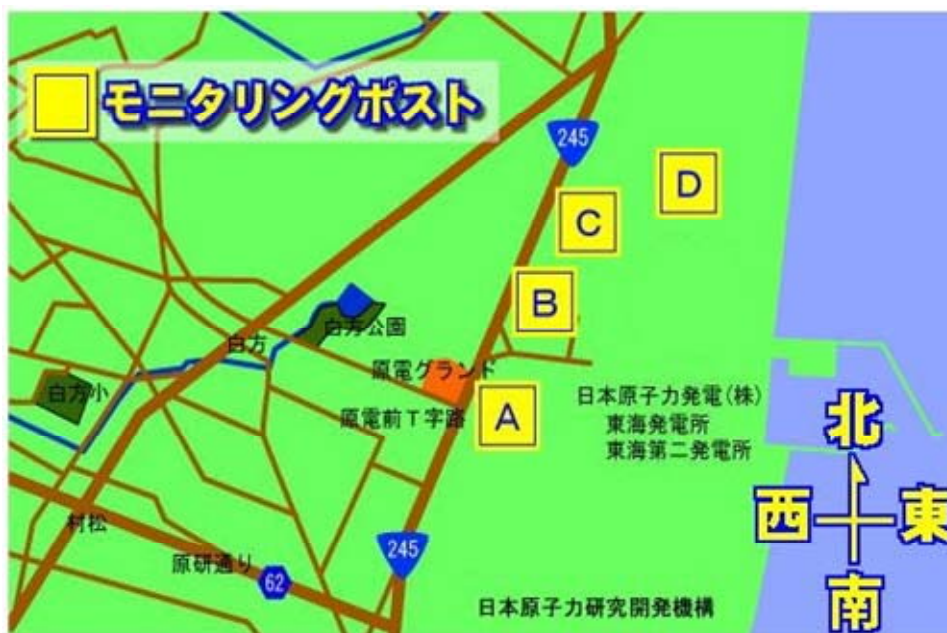 モニタリングポスト
245
D
C
B
白方公園
白方
原電グランド
白方小
日本原子力発電(株)
A
原電前T字路
東海発電所
東海第二発電所
北
西
東
村松
245
原研通り
62
南
日本原子力研究開発機構